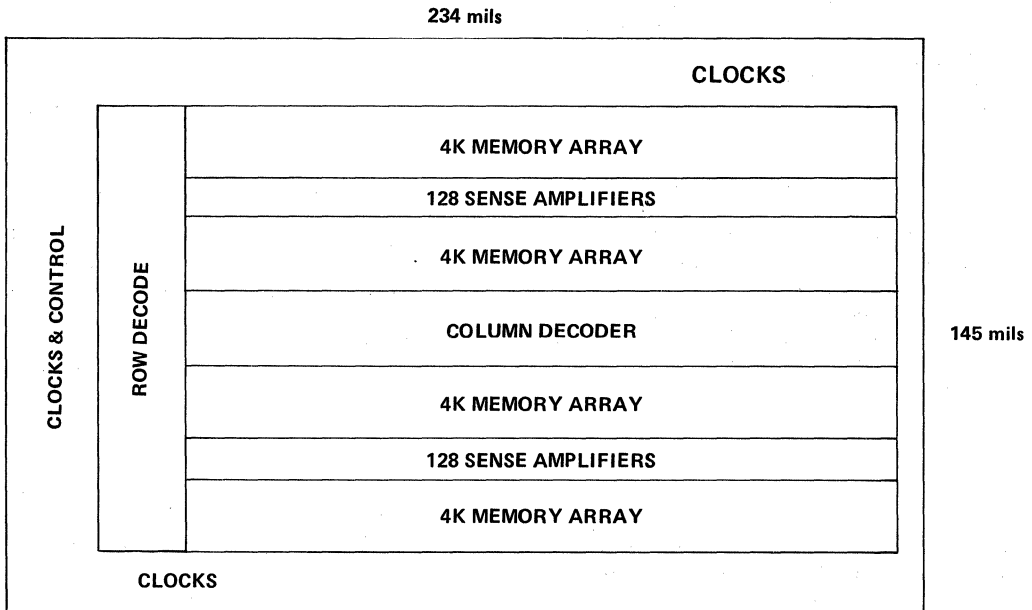 234 mils
CLOCKS
4K MEMORY ARRAY
128 SENSE AMPLIFIERS
4K MEMORY ARRAY
CLOCKS & CONTROL
ROW DECODE
COLUMN DECODER
145 mils
4K MEMORY ARRAY
128 SENSE AMPLIFIERS
4K MEMORY ARRAY
CLOCKS